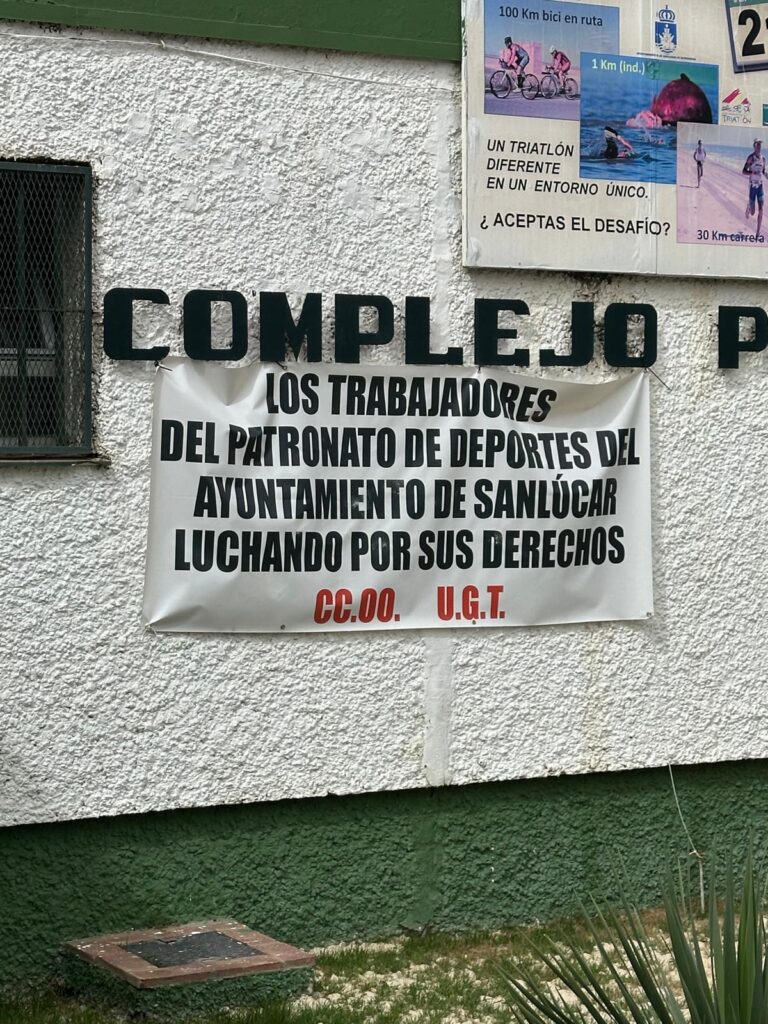 100 Km bici en ruta
1 Km (ind.)
UN TRIATLÓN
DIFERENTE
EN UN ENTORNO ÚNICO.
¿ ACEPTAS EL DESAFÍO?
30 Km carrera
COMPLEJO P
LOS TRABAJADORES
DEL PATRONATO DE DEPORTES DEL
AYUNTAMIENTO DE SANLÚCAR
LUCHANDO POR SUS DERECHOS
CC.OO. U.G.T.